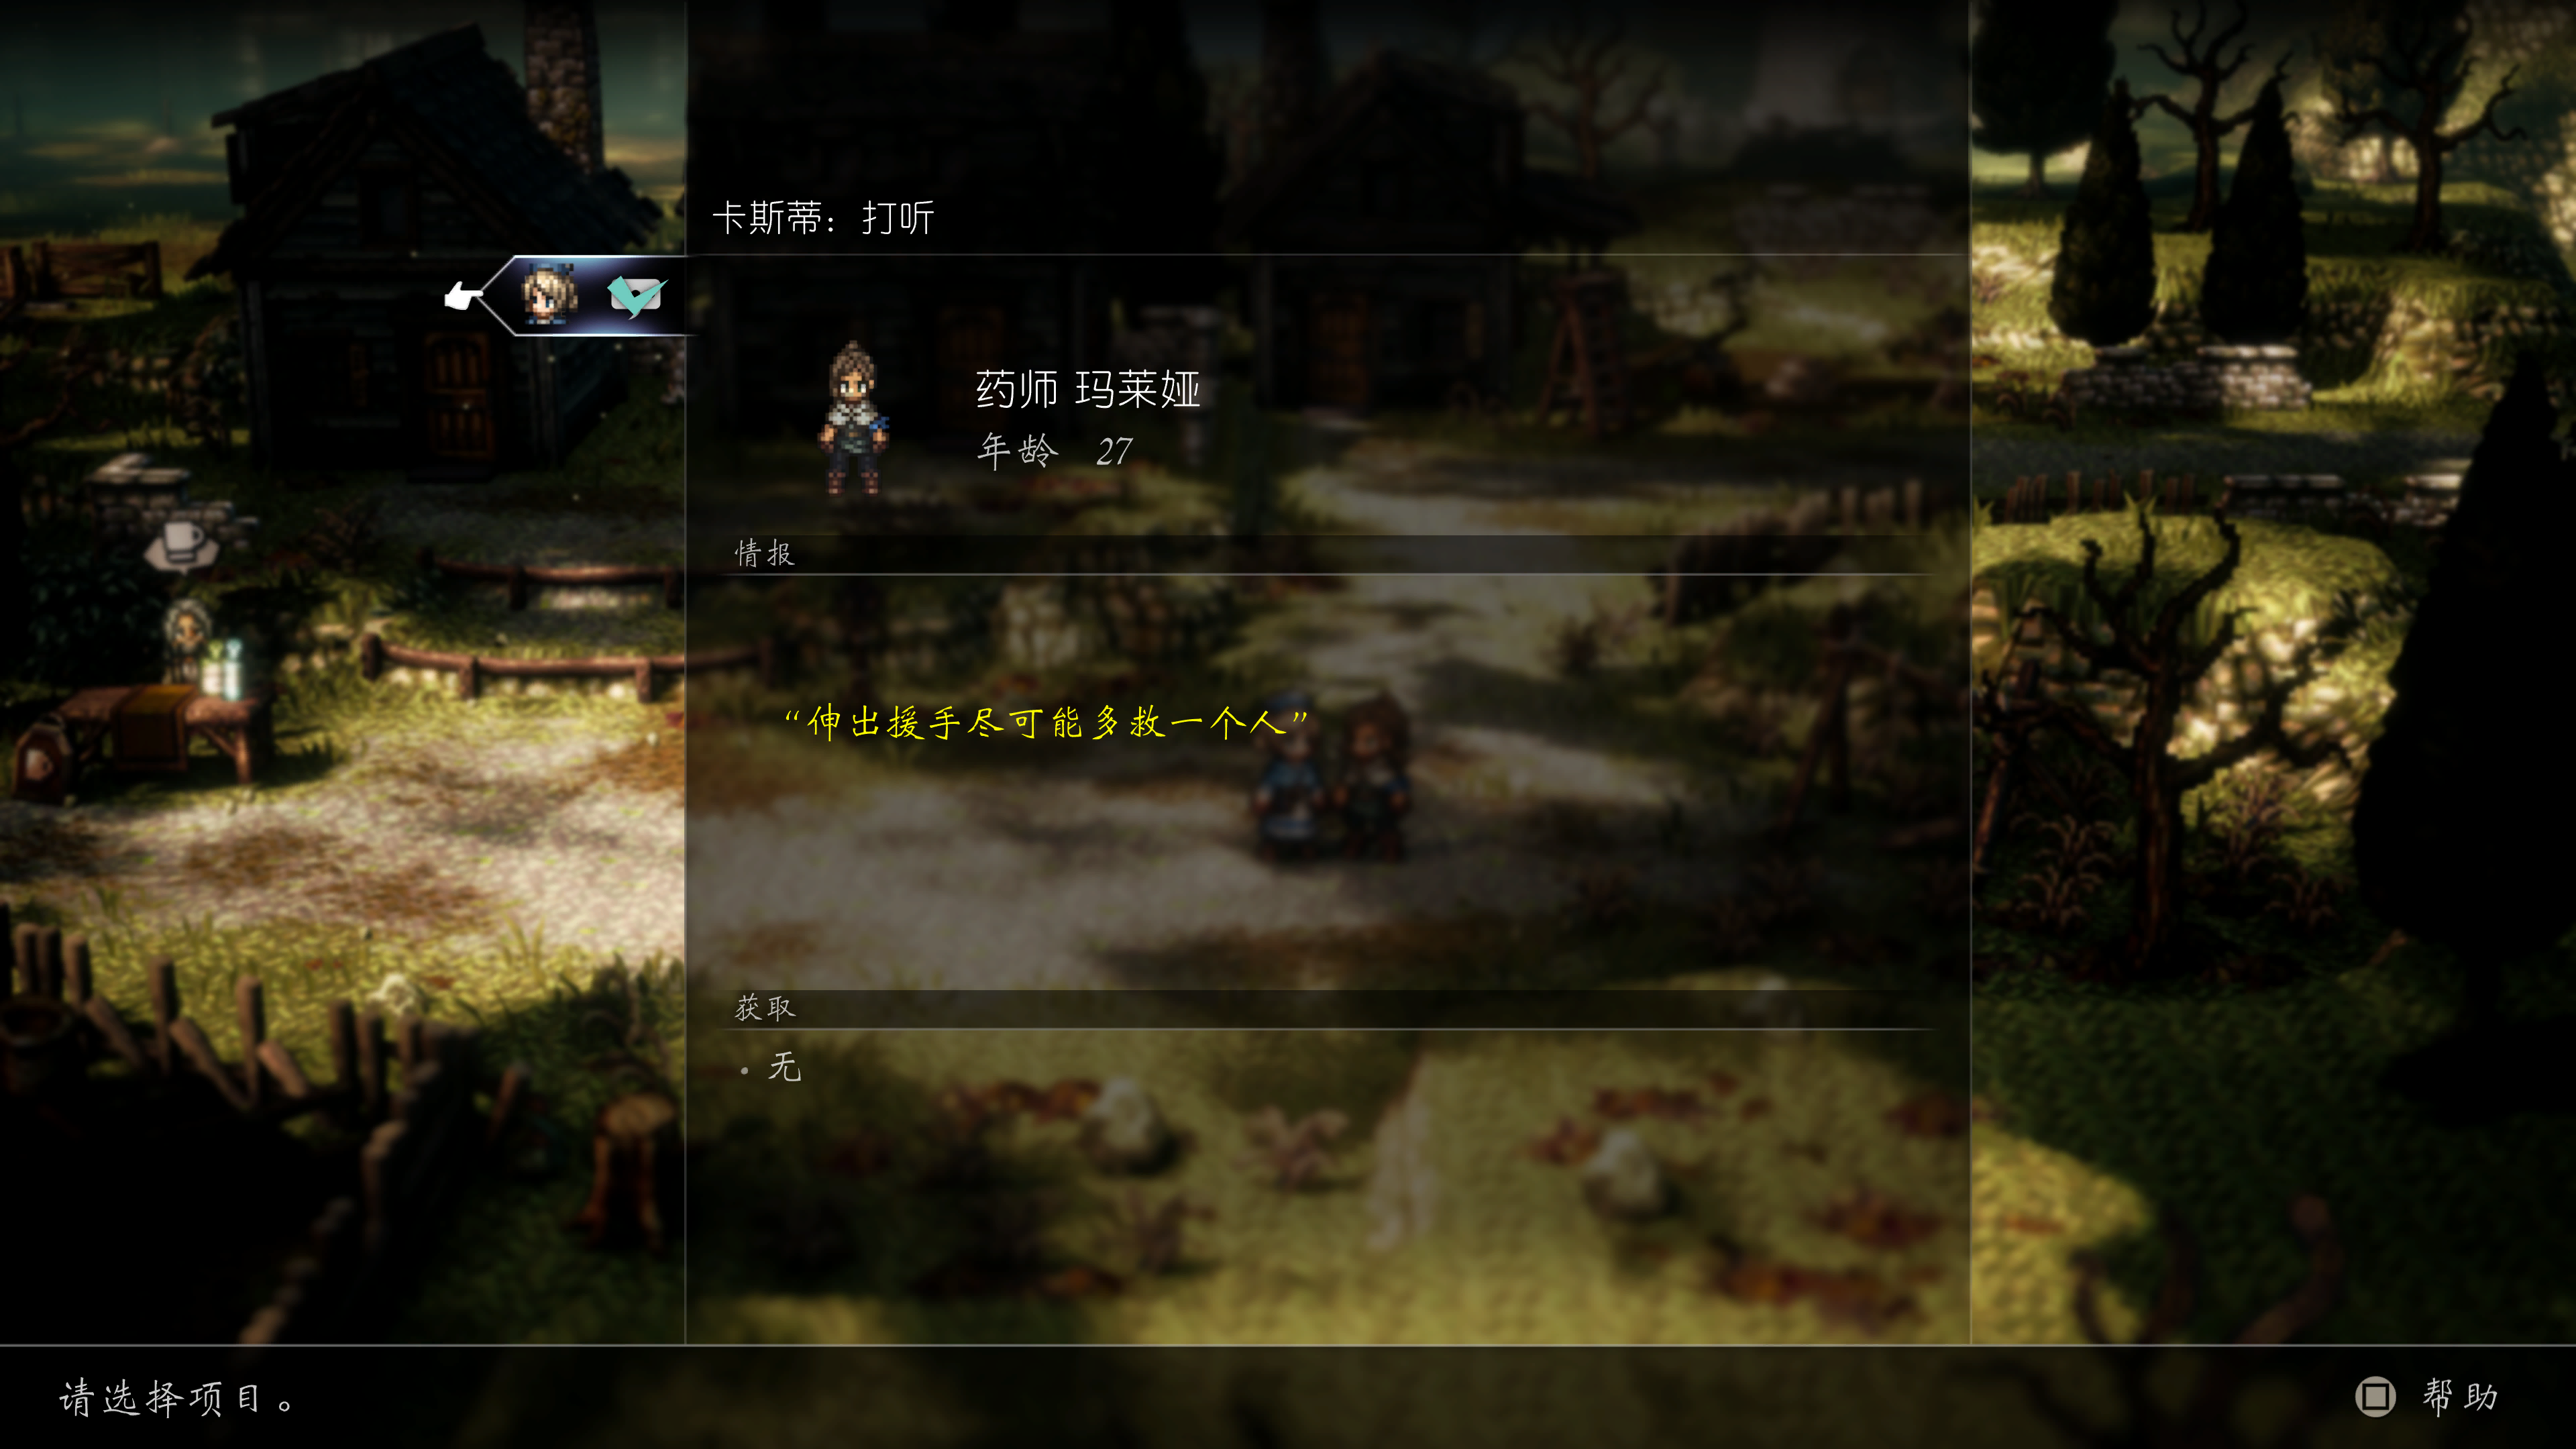 卡斯蒂：打听
药师 玛莱娅
年龄 27
情报
“伸出援手尽可能多救一个人”
获取
· 无
请选择项目。
帮助